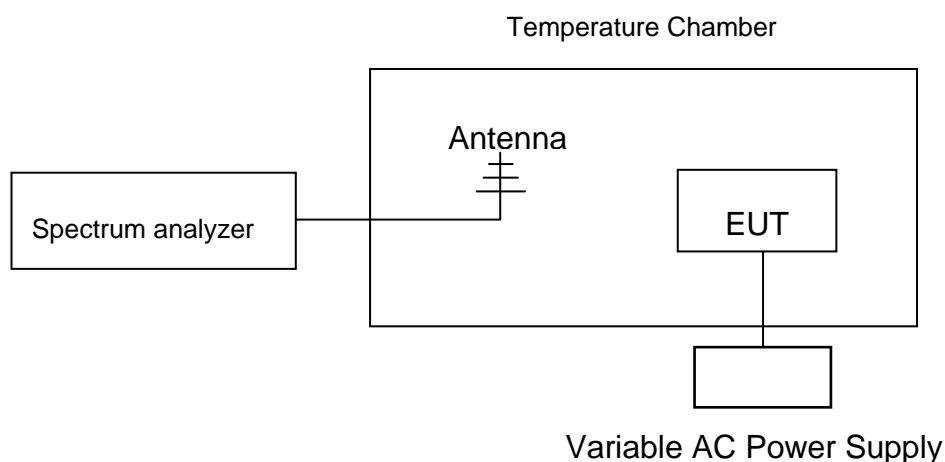 Temperature Chamber
Antenna
Spectrum analyzer
EUT
Variable AC Power Supply